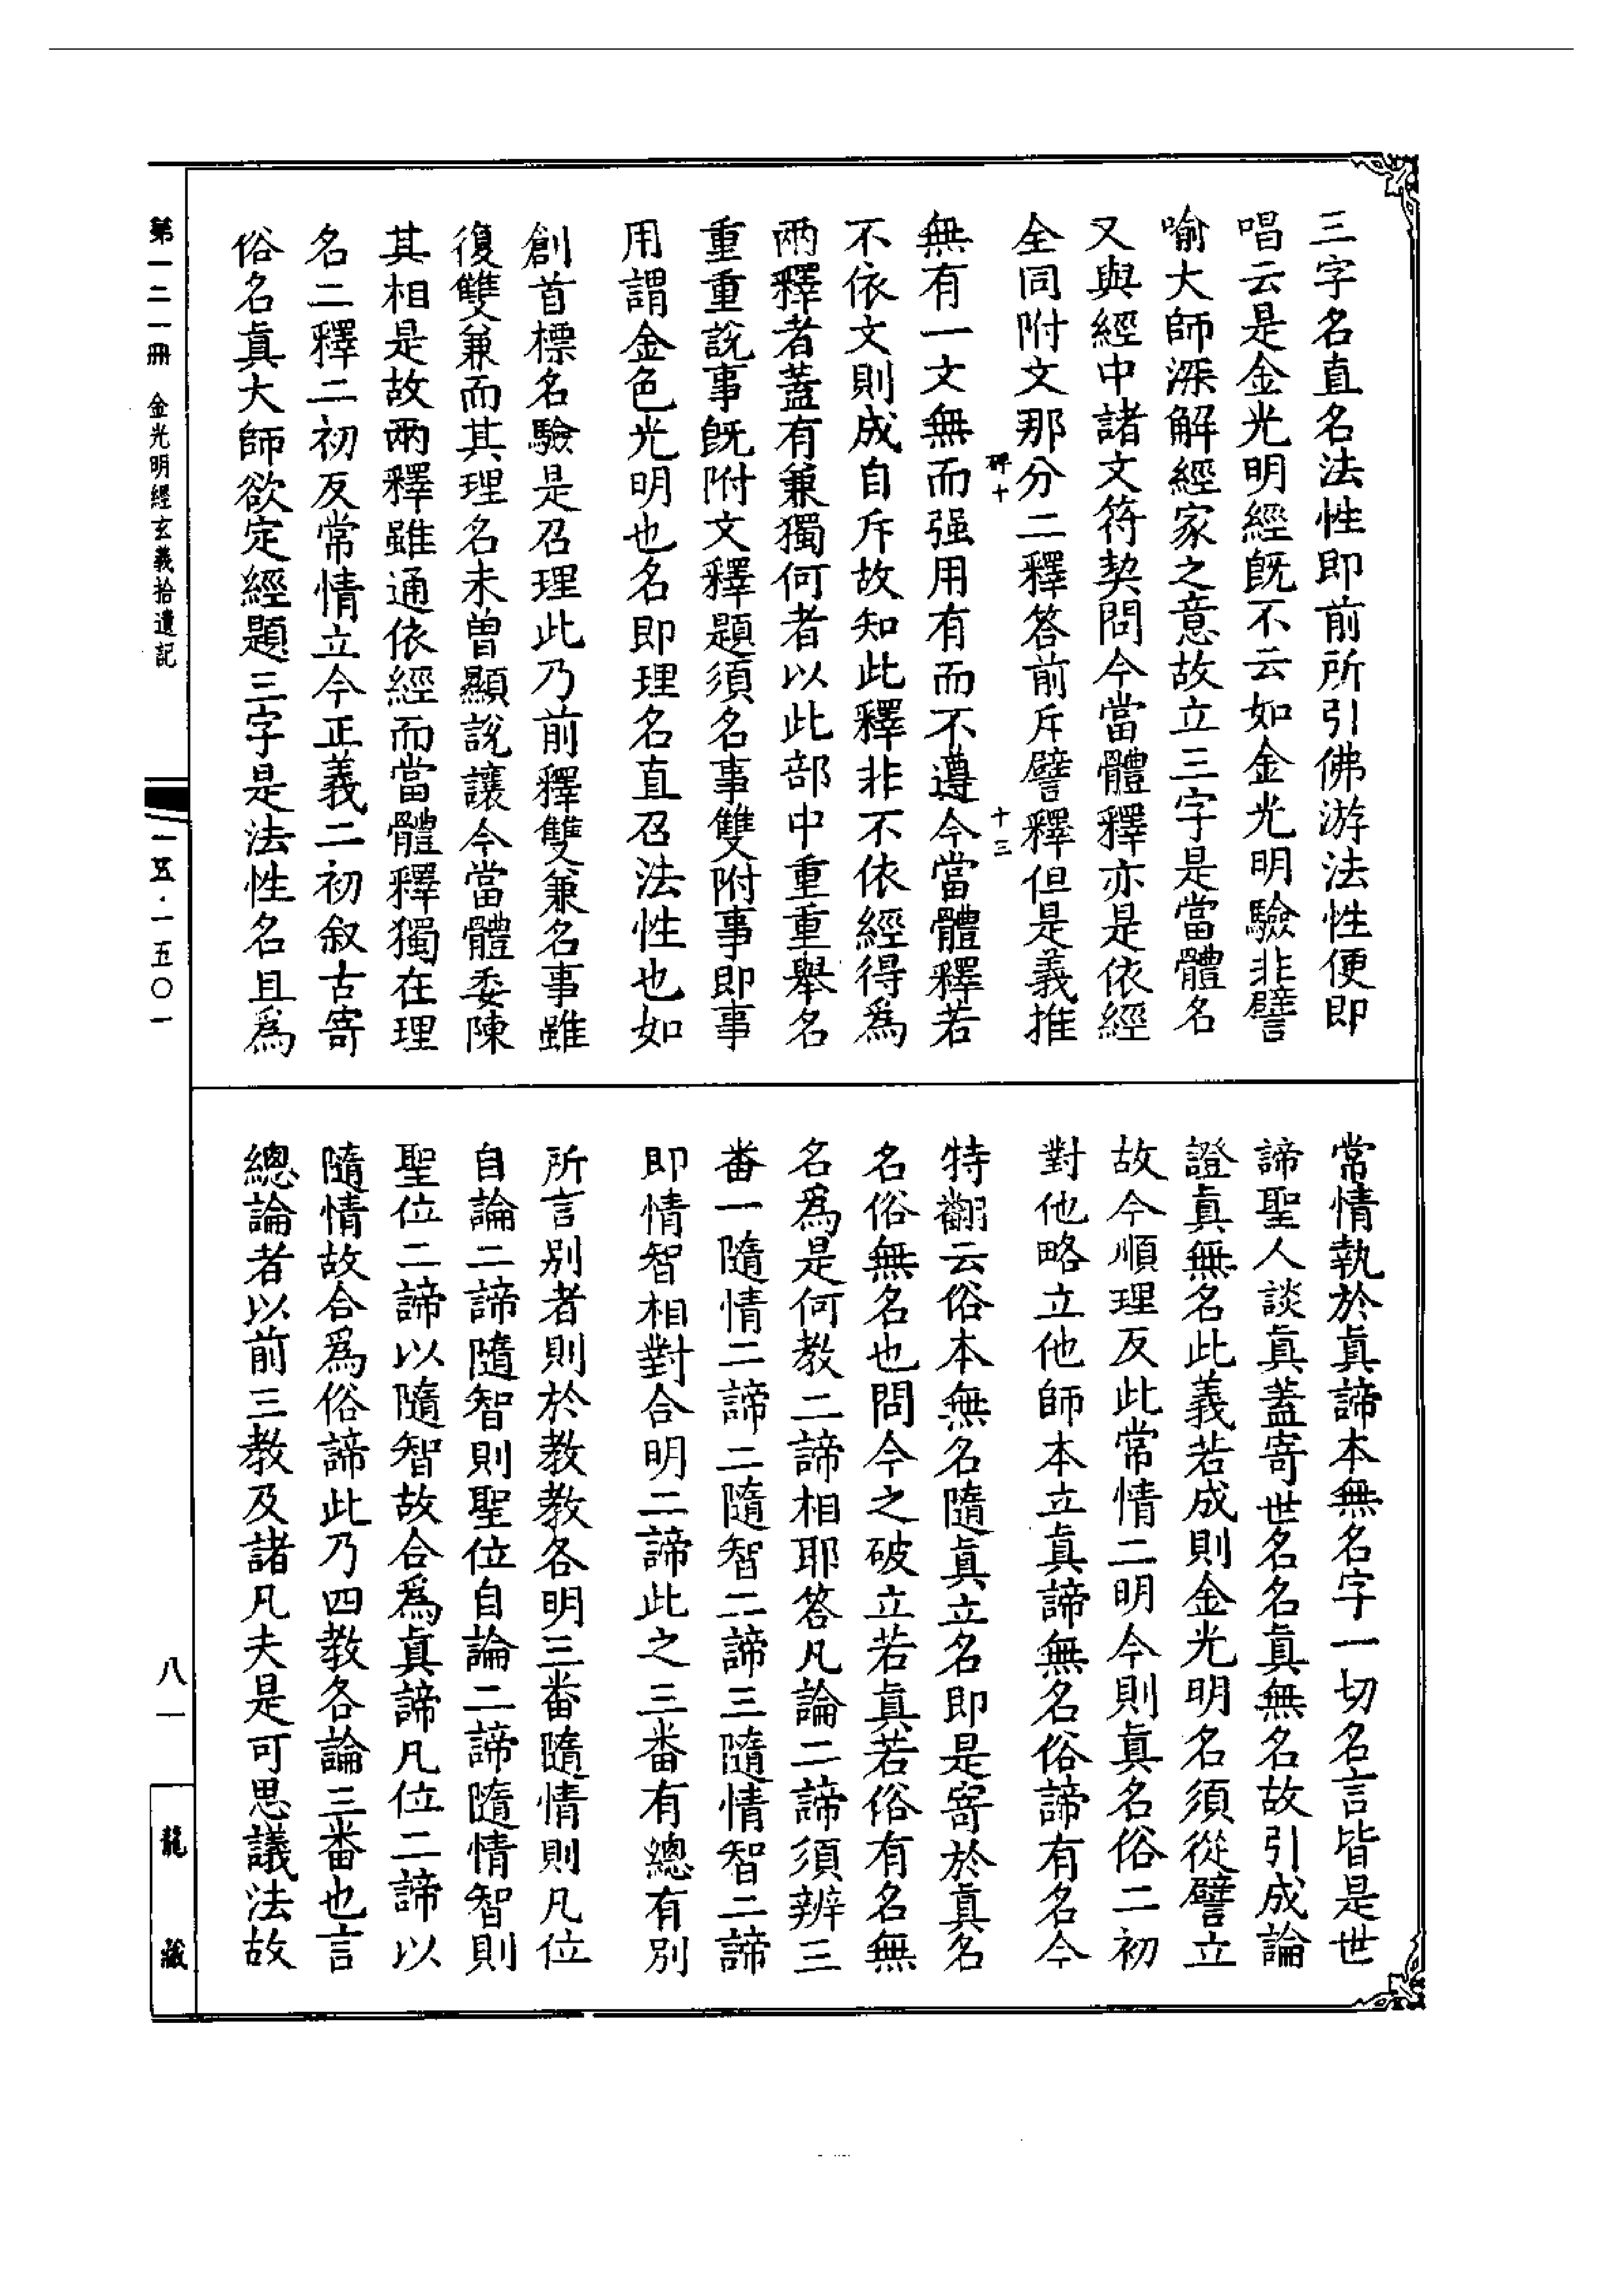 三字名直名法性即前所引佛游法性便即
唱云是金光明經旣不云如金光明驗非譬
喻大師深解經家之意故立三字是當體名
又與經中諸文符契問今當體釋亦是依經
全同附文那分二釋答前斥譬釋但是義推
碑十
十三
無有一文無而强用有而不遵今當體釋若
不依文則成自斥故知此釋非不依經得爲
兩釋者蓋有兼獨何者以此部中重重舉名
重重說事旣附文釋題須名事雙附事即事
用謂金色光明也名即理名直召法性也如
創首標名驗是召理此乃前釋雙兼名事雖
復雙兼而其理名未曾顯說讓今當體委陳
其相是故兩釋雖通依經而當體釋獨在理
名二釋二初反常情立今正義二初叙古寄
俗名眞大師欲定經題三字是法性名且爲
常情執於眞諦本無名字一切名言皆是世
諦聖人談眞蓋寄世名名眞無名故引成論
證眞無名此義若成則金光明名須從譬立
故今順理反此常情二明今則眞名俗二初
對他略立他師本立眞諦無名俗諦有名今
特翻云俗本無名隨眞立名即是寄於眞名
名俗無名也問今之破立若眞若俗有名無
名爲是何教二諦相耶答凡論二諦須辨三
番一隨情二諦二隨智二諦三隨情智二諦
即情智相對合明二諦此之三番有總有別
所言別者則於教教各明三番隨情則凡位
自論二諦隨智則聖位自論二諦隨情智則
聖位二諦以隨智故合爲眞諦凡位二諦以
隨情故合爲俗諦此乃四教各論三番也言
總論者以前三教及諸凡夫是可思議法故
第一二一冊　金光明經玄義拾遺記
一五·一五〇一
八一
龍藏